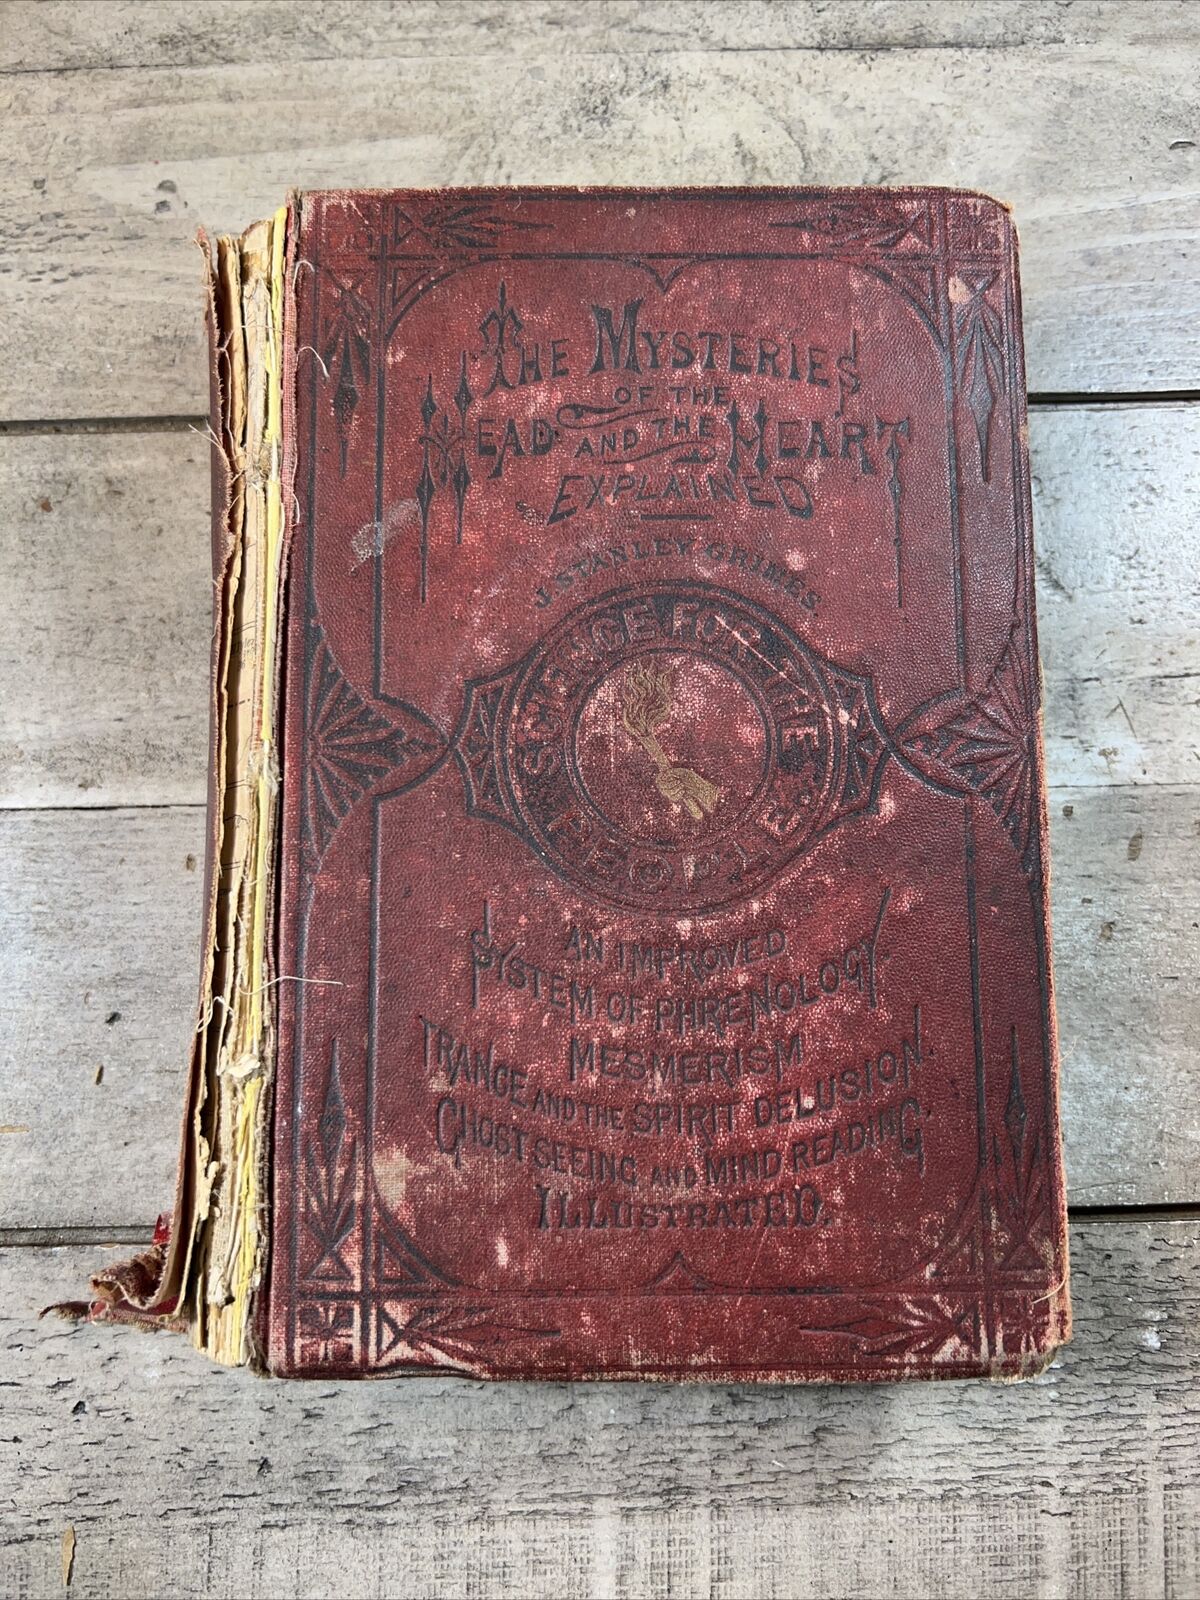 The Mysteries
of the
Head and the Heart
Explained
J. Stanley Grimes.
Science for the
People
An Improved
System of Phrenology.
Mesmerism
Trance and the Spirit Delusion.
Ghost Seeing and Mind Reading
Illustrated.